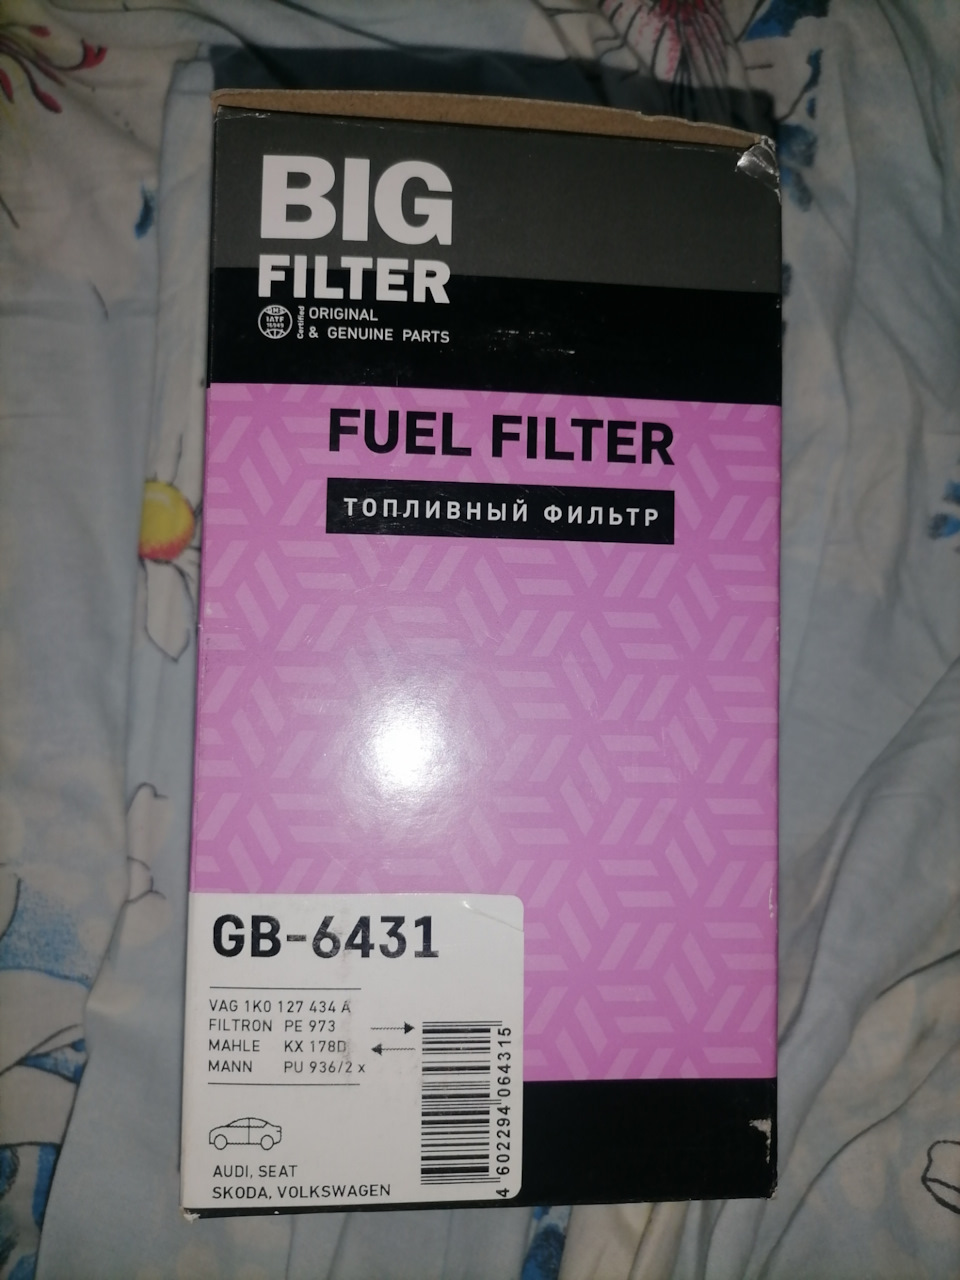 BIG
FILTER
IATF
16949
Certified
ORIGINAL
& GENUINE PARTS
FUEL FILTER
ТОПЛИВНЫЙ ФИЛЬТР
GB-6431
VAG 1K0 127 434 A
FILTRON PE 973
MAHLE KX 178D
MANN PU 936/2 x
4 602294 064315
AUDI, SEAT
SKODA, VOLKSWAGEN